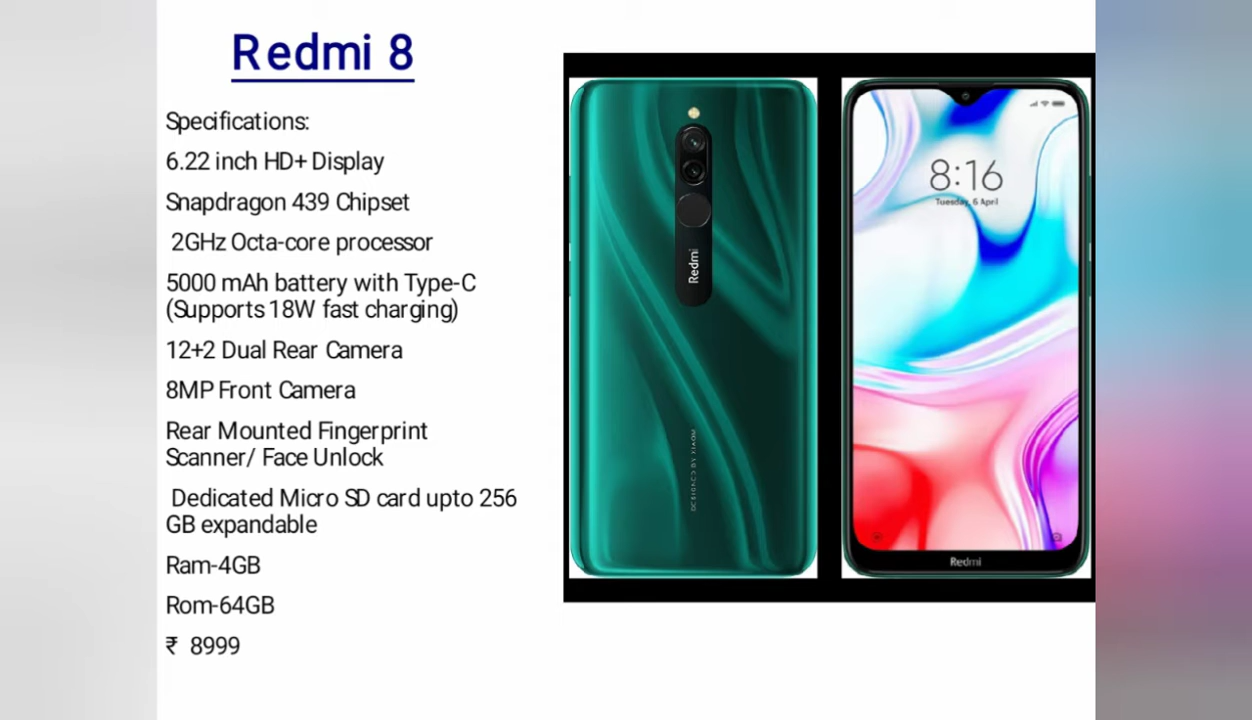 Redmi 8
Specifications:
6.22 inch HD+ Display
Snapdragon 439 Chipset
2GHz Octa-core processor
5000 mAh battery with Type-C
(Supports 18W fast charging)
12+2 Dual Rear Camera
8MP Front Camera
Rear Mounted Fingerprint
Scanner/ Face Unlock
Dedicated Micro SD card upto 256
GB expandable
Ram-4GB
Rom-64GB
₹ 8999
Redmi
DESIGNED BY XIAOMI
8:16
Tuesday, 6 April
Redmi